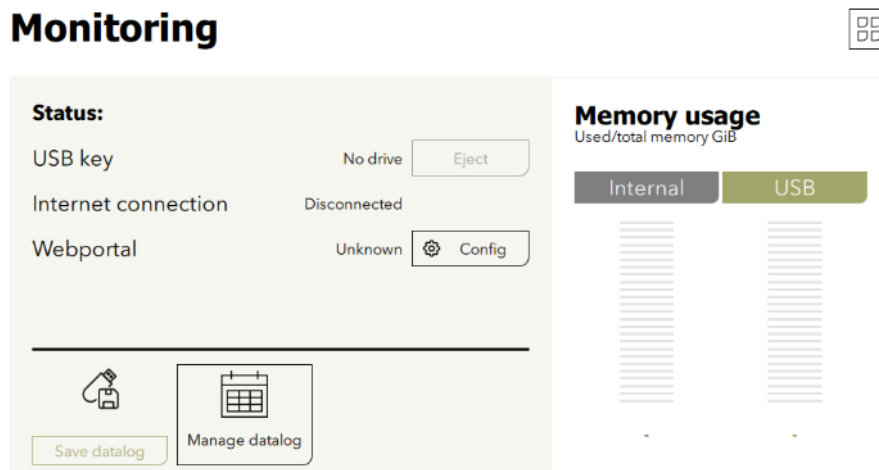 Monitoring
Status:
USB key No drive Eject
Internet connection Disconnected
Webportal Unknown Config
Save datalog
Manage datalog
Memory usage
Used/total memory GiB
Internal USB
- -